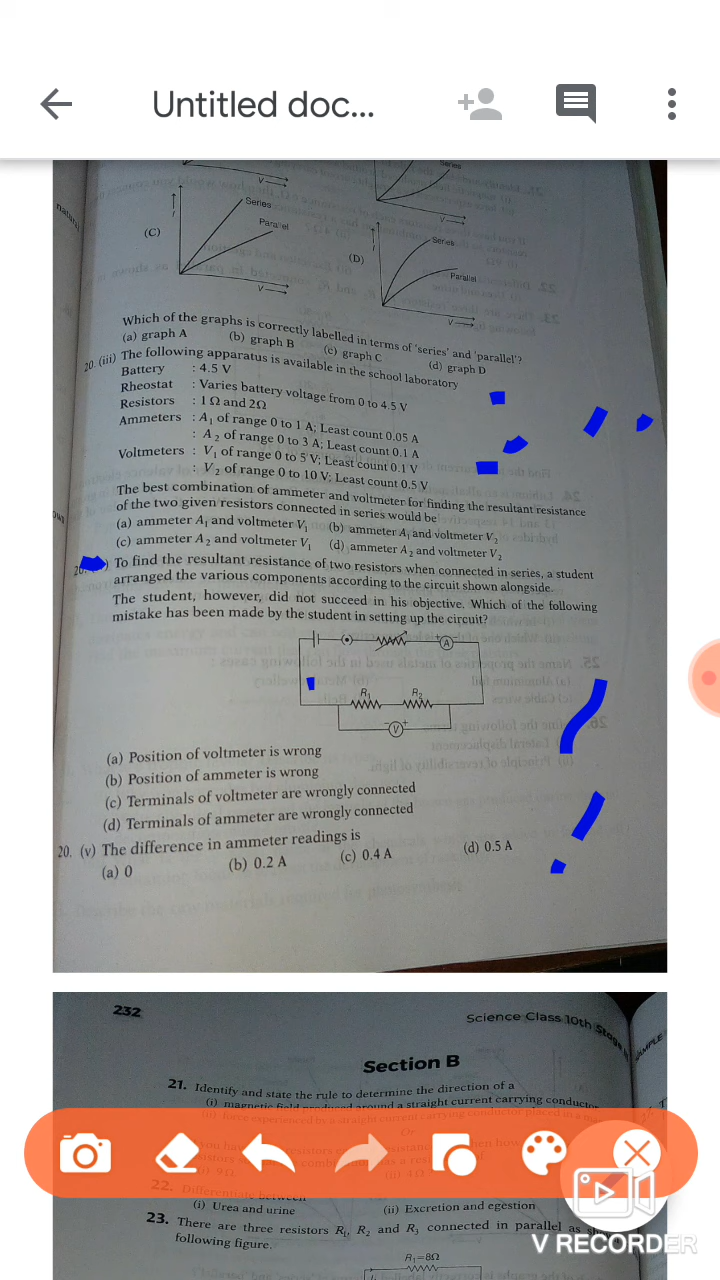 Untitled doc...
Series
V
V
(C)
Series
Parallel
I
V
(D)
I
Series
Parallel
V
Which of the graphs is correctly labelled in terms of 'series' and 'parallel'?
(a) graph A (b) graph B (c) graph C (d) graph D
20. (iii) The following apparatus is available in the school laboratory
Battery : 4.5 V
Rheostat : Varies battery voltage from 0 to 4.5 V
Resistors : 1 Ω and 2Ω
Ammeters : A₁ of range 0 to 1 A; Least count 0.05 A
: A₂ of range 0 to 3 A; Least count 0.1 A
Voltmeters : V₁ of range 0 to 5 V; Least count 0.1 V
: V₂ of range 0 to 10 V; Least count 0.5 V
The best combination of ammeter and voltmeter for finding the resultant resistance
of the two given resistors connected in series would be
(a) ammeter A₁ and voltmeter V₁ (b) ammeter A₁ and voltmeter V₂
(c) ammeter A₂ and voltmeter V₁ (d) ammeter A₂ and voltmeter V₂
To find the resultant resistance of two resistors when connected in series, a student
arranged the various components according to the circuit shown alongside.
The student, however, did not succeed in his objective. Which of the following
mistake has been made by the student in setting up the circuit?
+ A −
R₁ R₂
− V +
(a) Position of voltmeter is wrong
(b) Position of ammeter is wrong
(c) Terminals of voltmeter are wrongly connected
(d) Terminals of ammeter are wrongly connected
20. (v) The difference in ammeter readings is
(a) 0 (b) 0.2 A (c) 0.4 A (d) 0.5 A
232
Science Class 10th Stage
Section B
21. Identify and state the rule to determine the direction of a
(i) magnetic field produced around a straight current carrying conductor
22. Differentiate between
(i) Urea and urine (ii) Excretion and egestion
23. There are three resistors R₁, R₂ and R₃ connected in parallel as
following figure.
R₁=8Ω
V RECORDER